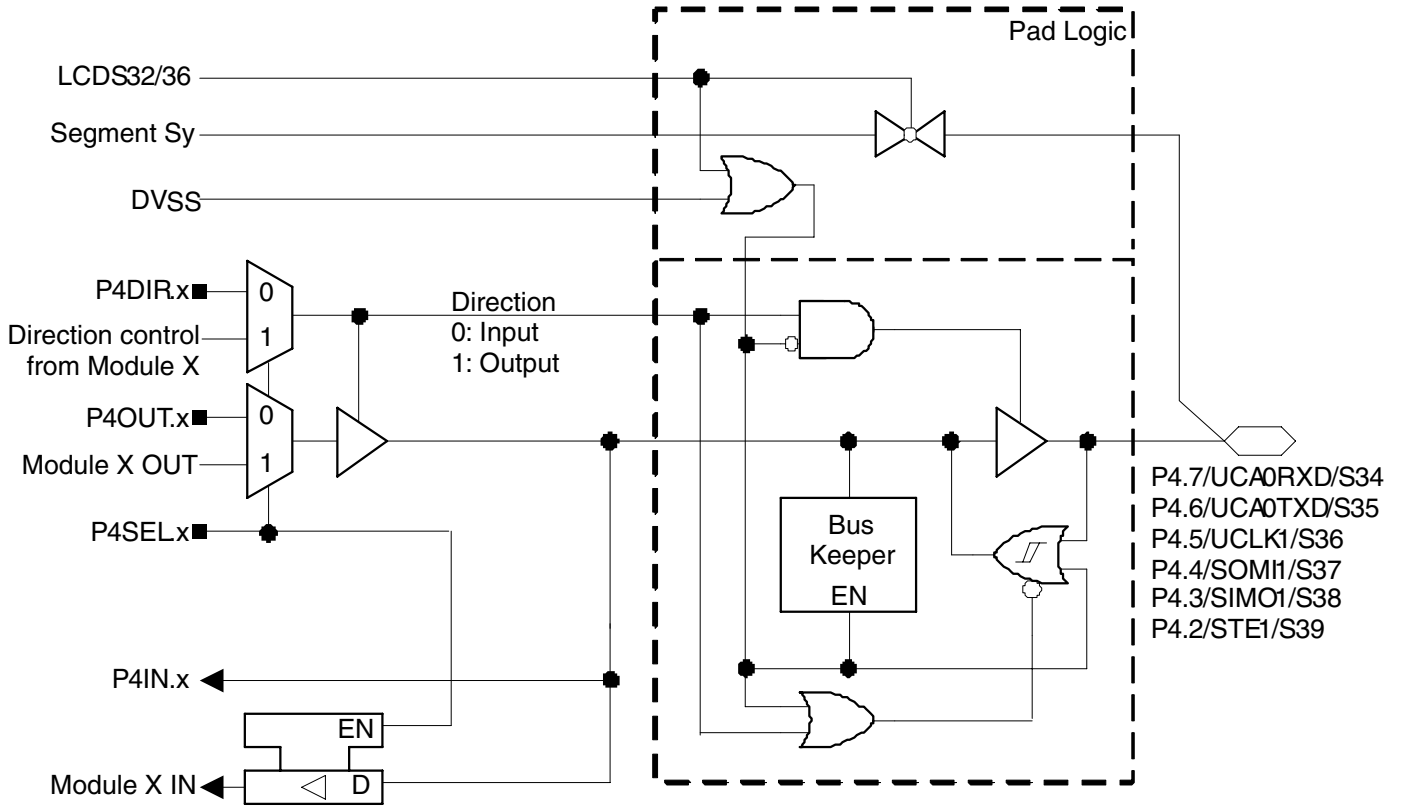 Pad Logic
LCDS32/36
Segment Sy
DVSS
P4DIR.x
0
Direction control
from Module X
1
Direction
0: Input
1: Output
P4OUT.x
0
Module X OUT
1
P4SEL.x
Bus
Keeper
EN
P4.7/UCA0RXD/S34
P4.6/UCA0TXD/S35
P4.5/UCLK1/S36
P4.4/SOMI1/S37
P4.3/SIMO1/S38
P4.2/STE1/S39
P4IN.x
EN
Module X IN
D